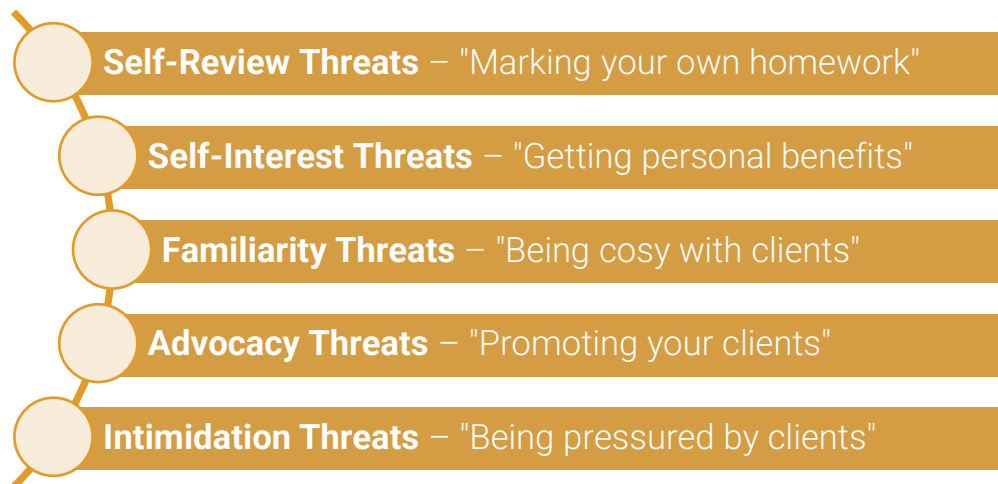 Self-Review Threats – "Marking your own homework"
Self-Interest Threats – "Getting personal benefits"
Familiarity Threats – "Being cosy with clients"
Advocacy Threats – "Promoting your clients"
Intimidation Threats – "Being pressured by clients"